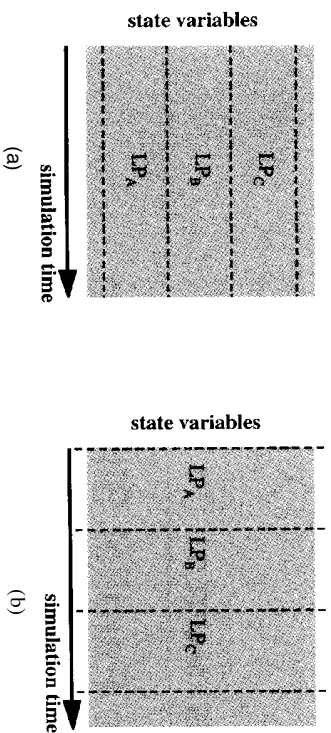 state variables
LP_C
LP_B
LP_A
simulation time
(a)
state variables
LP_A
LP_B
LP_C
simulation time
(b)